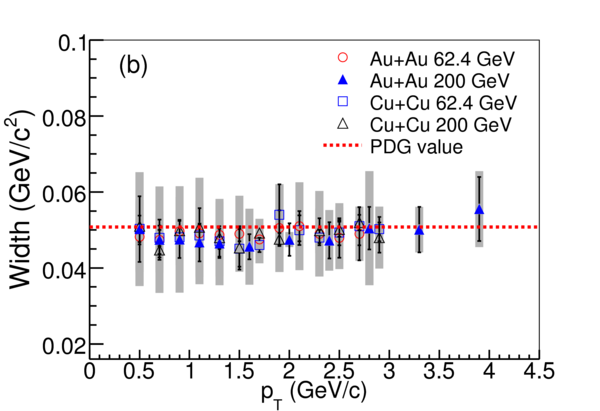 0.1
(b)
Au+Au 62.4 GeV
Au+Au 200 GeV
0.08
Cu+Cu 62.4 GeV
Cu+Cu 200 GeV
PDG value
0.06
Width (GeV/c²)
0.04
0.02
0 0.5 1 1.5 2 2.5 3 3.5 4 4.5
p_T (GeV/c)